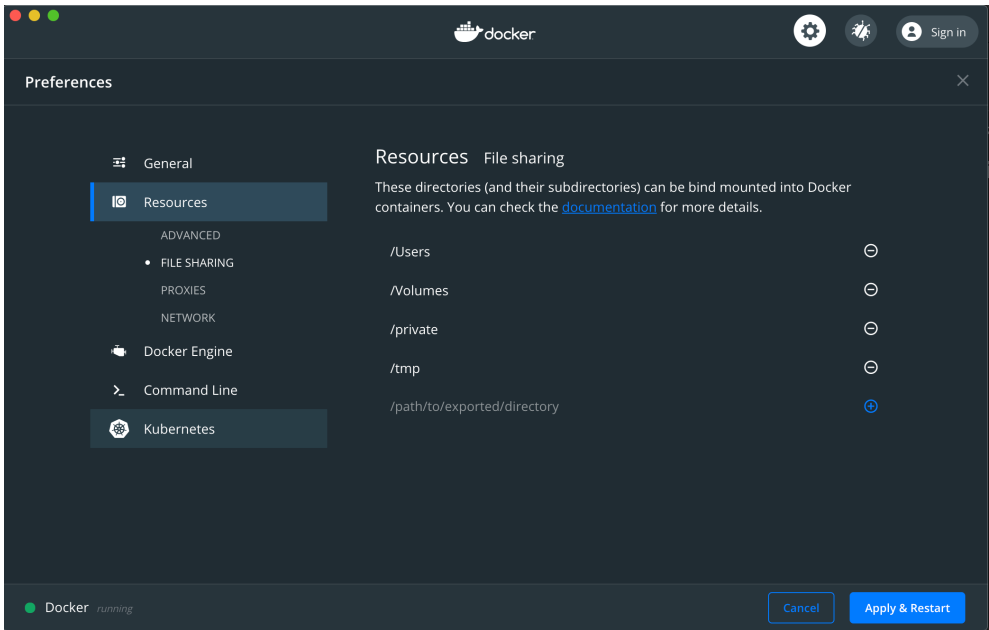 docker
Sign in
Preferences
General
Resources
ADVANCED
FILE SHARING
PROXIES
NETWORK
Docker Engine
Command Line
Kubernetes
Resources File sharing
These directories (and their subdirectories) can be bind mounted into Docker
containers. You can check the documentation for more details.
/Users
/Volumes
/private
/tmp
/path/to/exported/directory
Docker running
Cancel
Apply & Restart